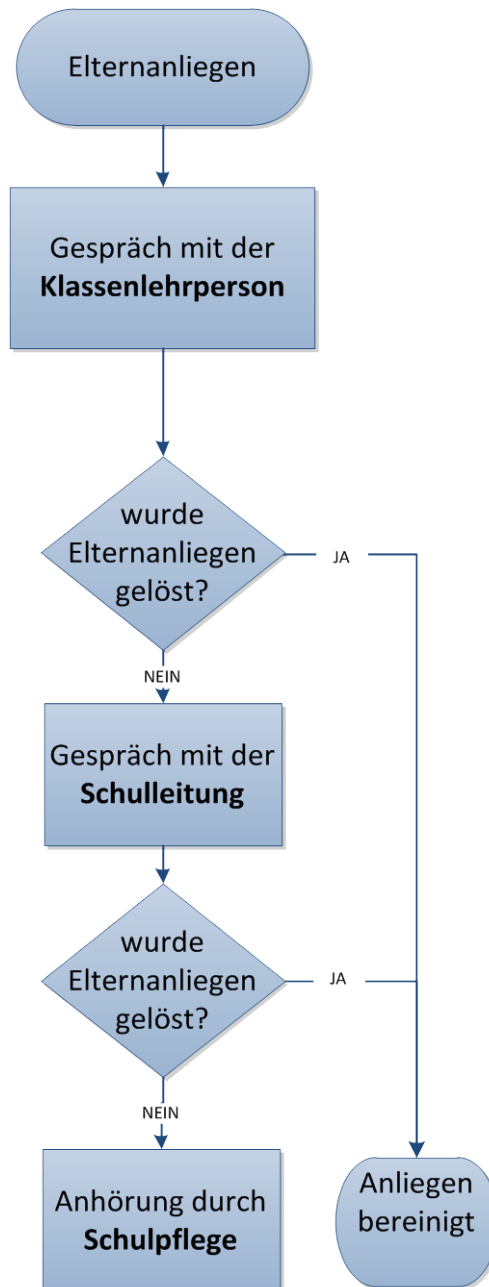 Elternanliegen
Gespräch mit der
Klassenlehrperson
wurde
Elternanliegen
gelöst?
JA
NEIN
Gespräch mit der
Schulleitung
wurde
Elternanliegen
gelöst?
JA
NEIN
Anhörung durch
Schulpflege
Anliegen
bereinigt